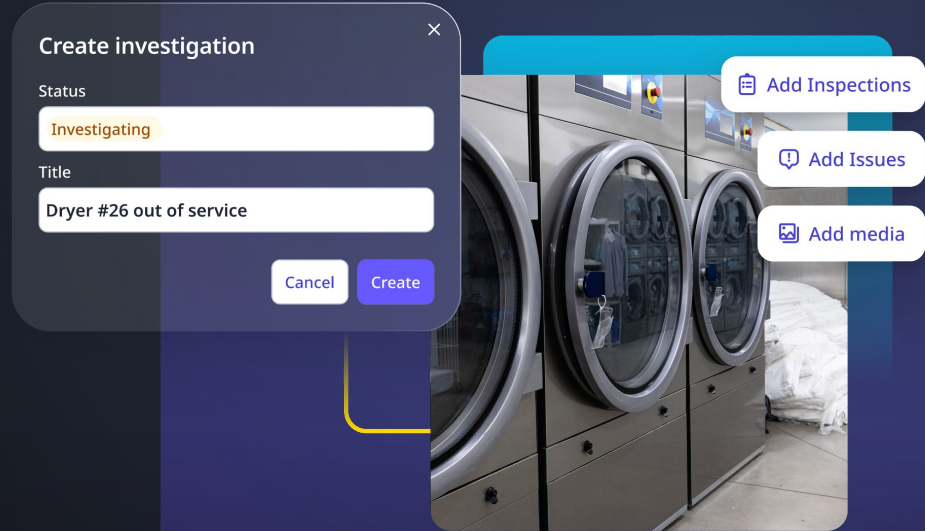 Create investigation
Status
Investigating
Title
Dryer #26 out of service
Cancel
Create
Add Inspections
Add Issues
Add media